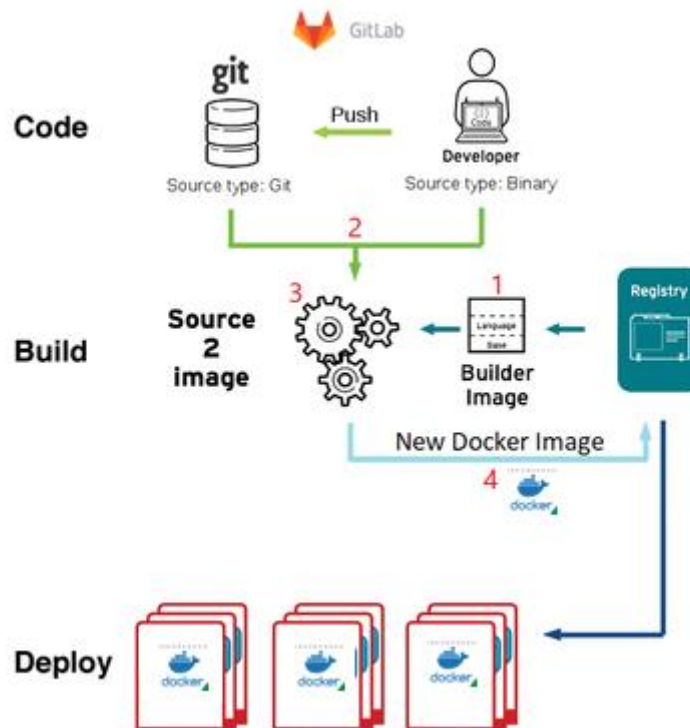 GitLab
git
Code
Push
Code
Developer
Source type: Git
Source type: Binary
2
3
1
Registry
Language
Base
Build
Source
2
image
Builder
Image
New Docker Image
4
docker
Deploy
docker
docker
docker